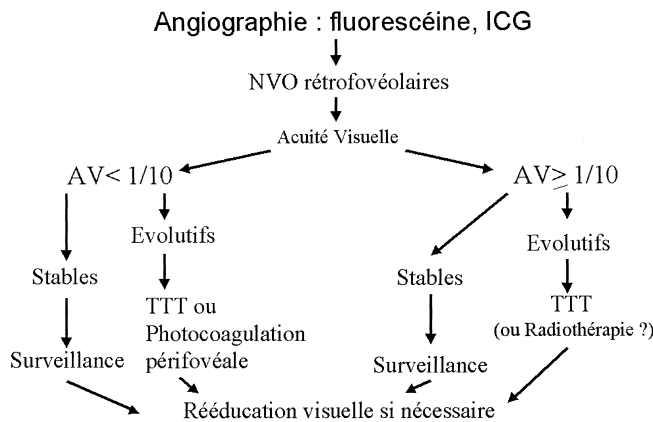 Angiographie : fluorescéine, ICG
NVO rétrofovéolaires
Acuité Visuelle
AV< 1/10
AV≥ 1/10
Evolutifs
Evolutifs
Stables
Stables
TTT ou
Photocoagulation
périfovéale
TTT
(ou Radiothérapie ?)
Surveillance
Surveillance
Rééducation visuelle si nécessaire